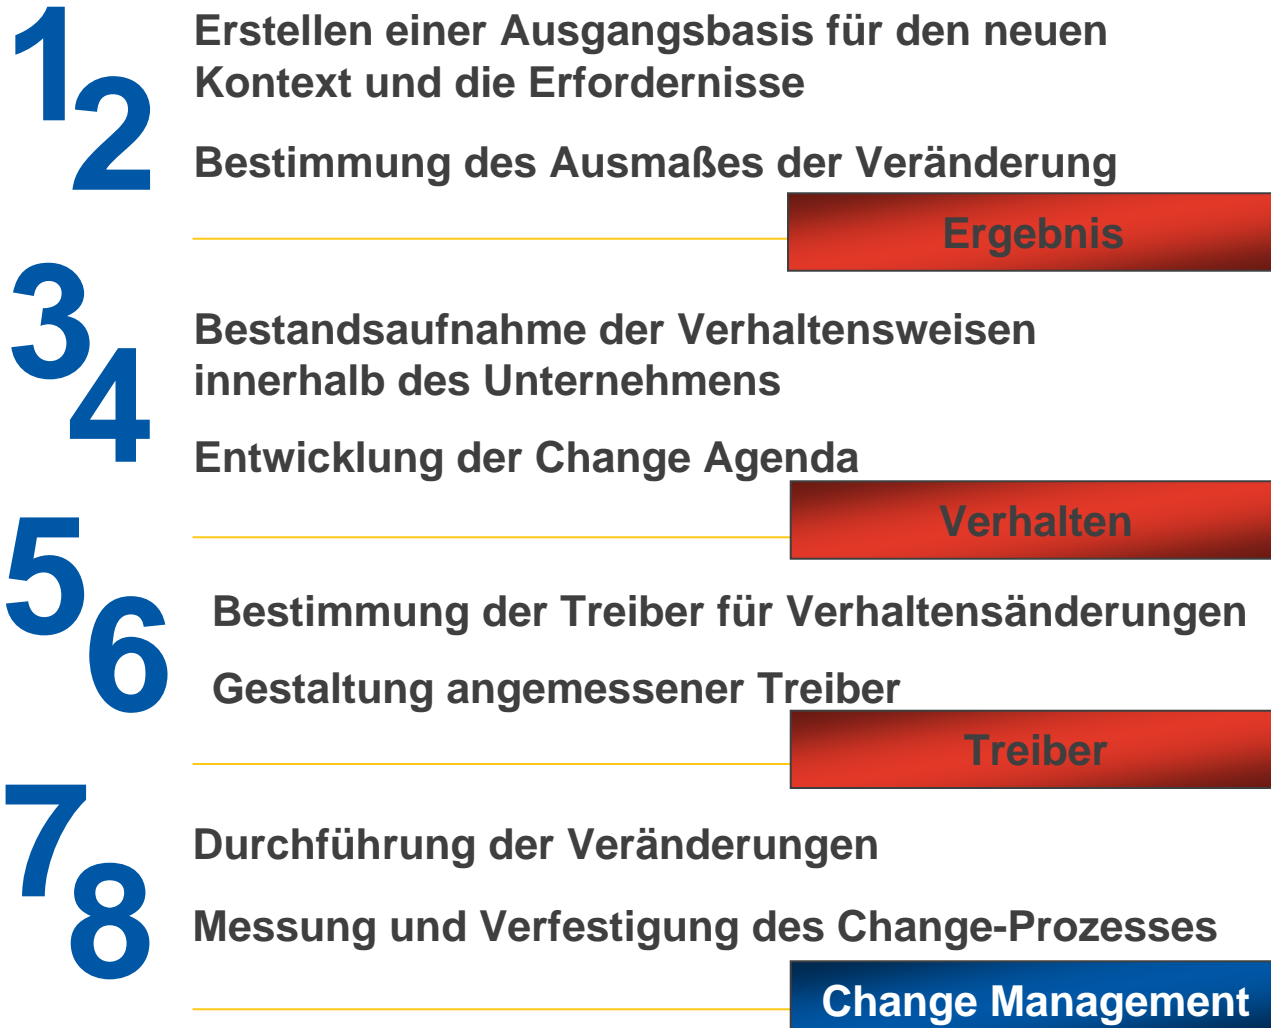 1
Erstellen einer Ausgangsbasis für den neuen
Kontext und die Erfordernisse
2
Bestimmung des Ausmaßes der Veränderung
Ergebnis
3
Bestandsaufnahme der Verhaltensweisen
innerhalb des Unternehmens
4
Entwicklung der Change Agenda
Verhalten
5
Bestimmung der Treiber für Verhaltensänderungen
6
Gestaltung angemessener Treiber
Treiber
7
Durchführung der Veränderungen
8
Messung und Verfestigung des Change-Prozesses
Change Management